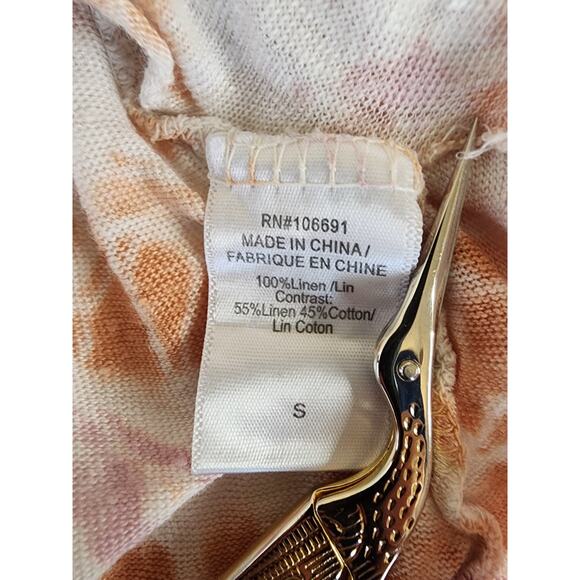 RN#106691
MADE IN CHINA/
FABRIQUE EN CHINE
100%Linen /Lin
Contrast:
55%Linen 45%Cotton/
Lin Coton
S